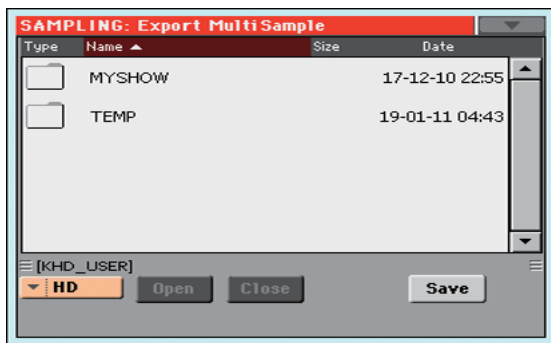 SAMPLING: Export MultiSample
Type Name Size Date
MYSHOW 17-12-10 22:55
TEMP 19-01-11 04:43
[KHD_USER]
HD Open Close Save